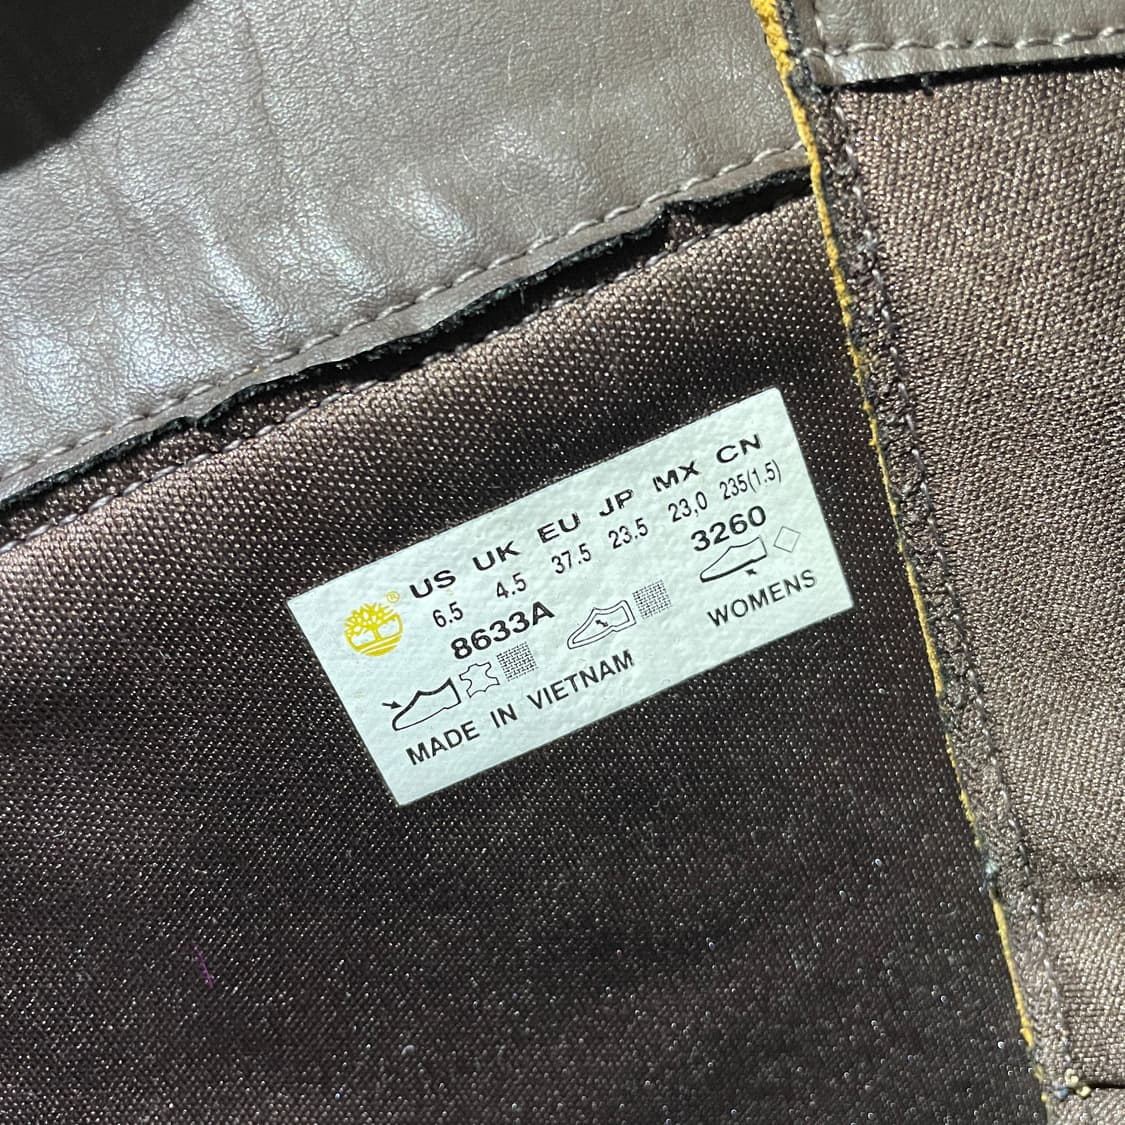 US UK EU JP MX CN
6.5 4.5 37.5 23.5 23,0 235(1.5)
8633A 3260
WOMENS
MADE IN VIETNAM
®